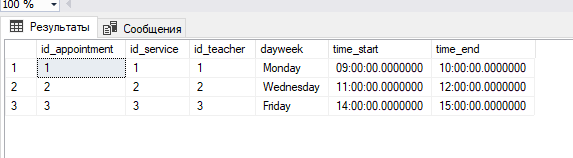 100 %
Результаты Сообщения
id_appointment id_service id_teacher dayweek time_start time_end
1 1 1 1 Monday 09:00:00.0000000 10:00:00.0000000
2 2 2 2 Wednesday 11:00:00.0000000 12:00:00.0000000
3 3 3 3 Friday 14:00:00.0000000 15:00:00.0000000